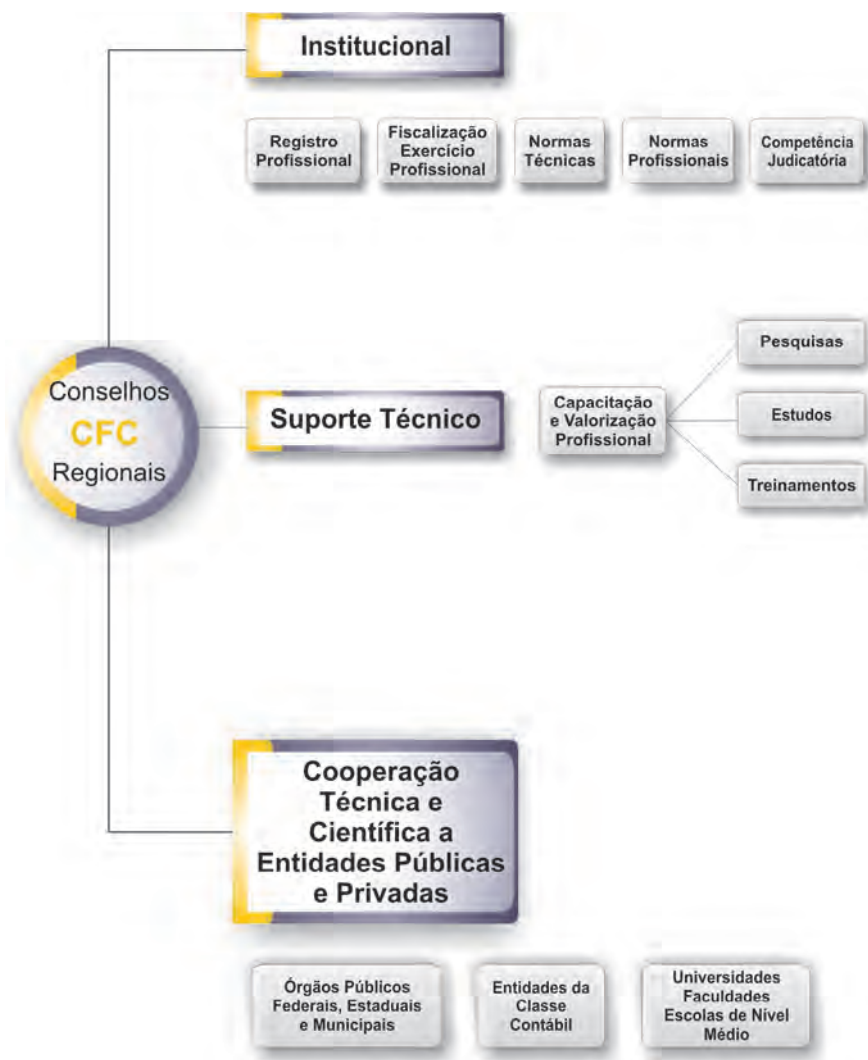 Institucional
Registro
Profissional
Fiscalização
Exercício
Profissional
Normas
Técnicas
Normas
Profissionais
Competência
Judicatória
Conselhos
CFC
Regionais
Suporte Técnico
Capacitação
e Valorização
Profissional
Pesquisas
Estudos
Treinamentos
Cooperação
Técnica e
Científica a
Entidades Públicas
e Privadas
Órgãos Públicos
Federais, Estaduais
e Municipais
Entidades da
Classe
Contábil
Universidades
Faculdades
Escolas de Nível
Médio